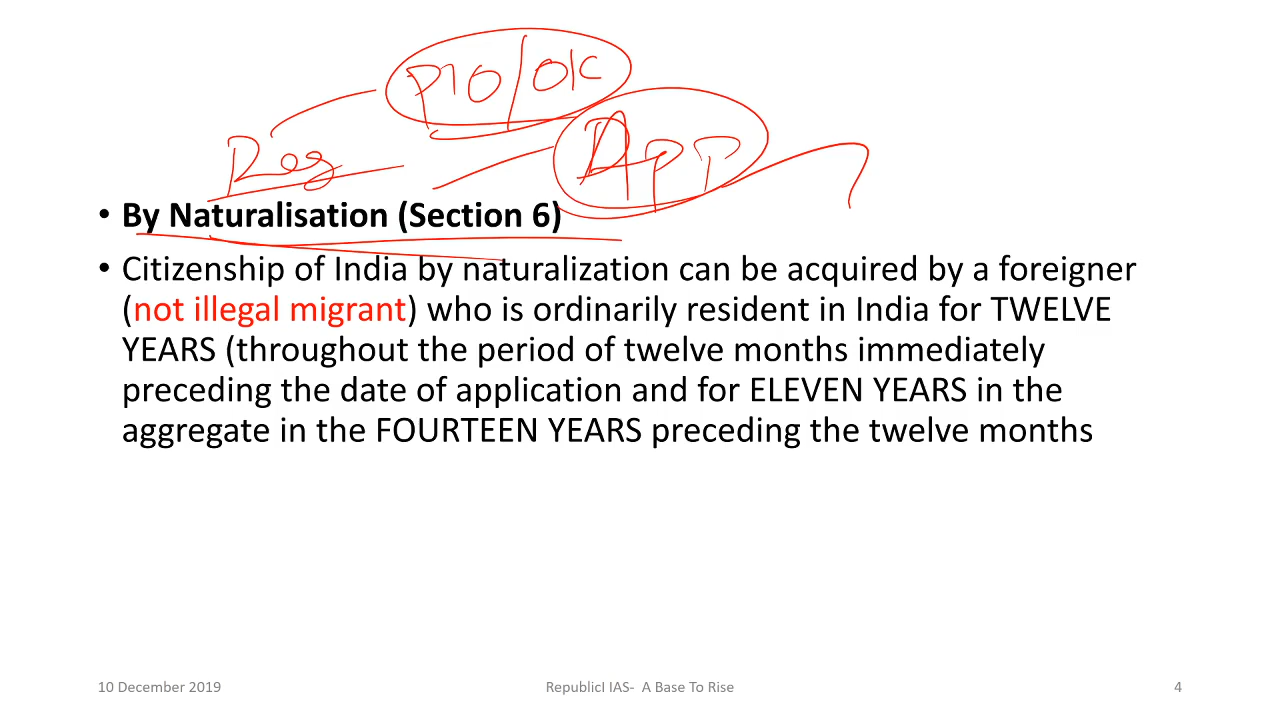 PIO/OIC
Reg
App
• By Naturalisation (Section 6)
• Citizenship of India by naturalization can be acquired by a foreigner
(not illegal migrant) who is ordinarily resident in India for TWELVE
YEARS (throughout the period of twelve months immediately
preceding the date of application and for ELEVEN YEARS in the
aggregate in the FOURTEEN YEARS preceding the twelve months
10 December 2019
RepublicI IAS- A Base To Rise
4